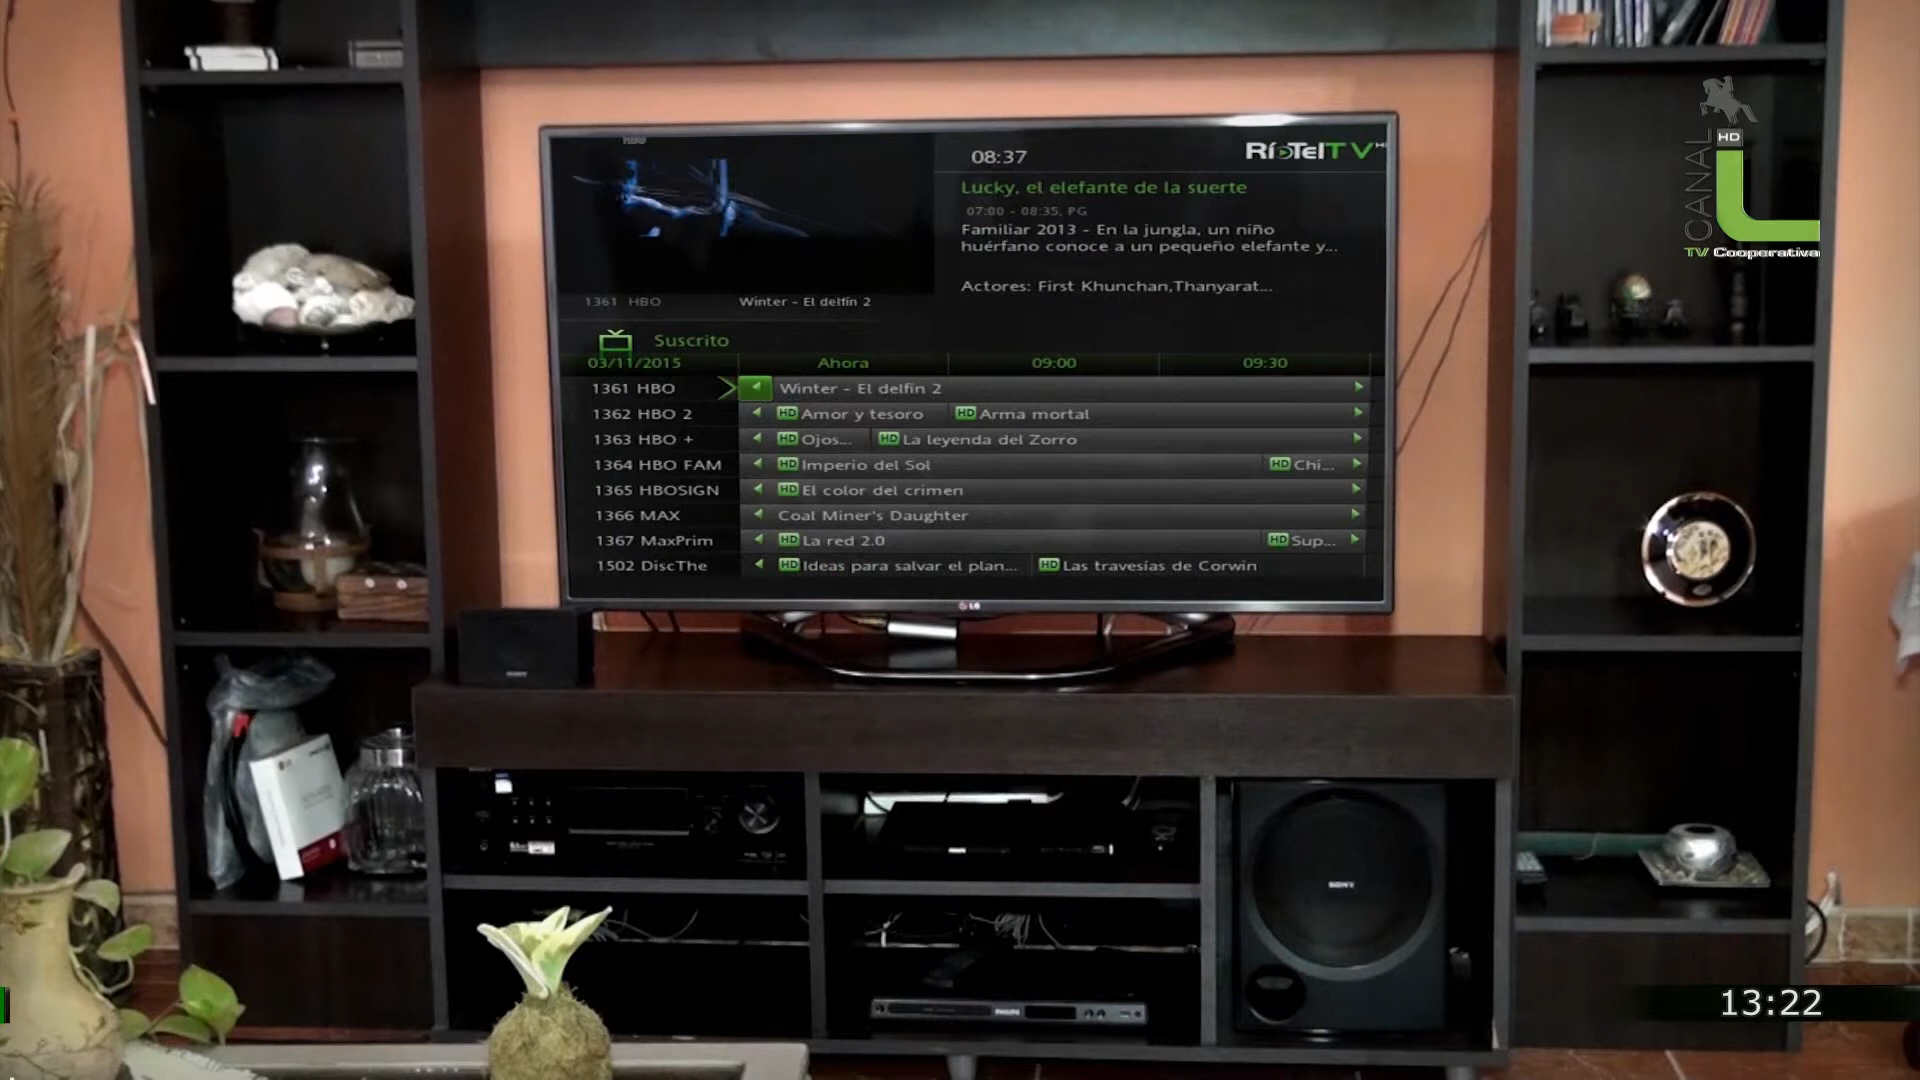 08:37
RíoTelTV HD
Lucky, el elefante de la suerte
07:00 - 08:35, PG
Familiar 2013 - En la jungla, un niño
huérfano conoce a un pequeño elefante y...
Actores: First Khunchan,Thanyarat...
1361 HBO Winter - El delfín 2
Suscrito
03/11/2015 Ahora 09:00 09:30
1361 HBO Winter - El delfín 2
1362 HBO 2 HD Amor y tesoro HD Arma mortal
1363 HBO + HD Ojos... HD La leyenda del Zorro
1364 HBO FAM HD Imperio del Sol HD Chi...
1365 HBOSIGN HD El color del crimen
1366 MAX Coal Miner's Daughter
1367 MaxPrim HD La red 2.0 HD Sup...
1502 DiscThe HD Ideas para salvar el plan... HD Las travesías de Corwin
LG
SONY
SONY
PHILIPS
CANAL
HD
L
TV Cooperativa
13:22